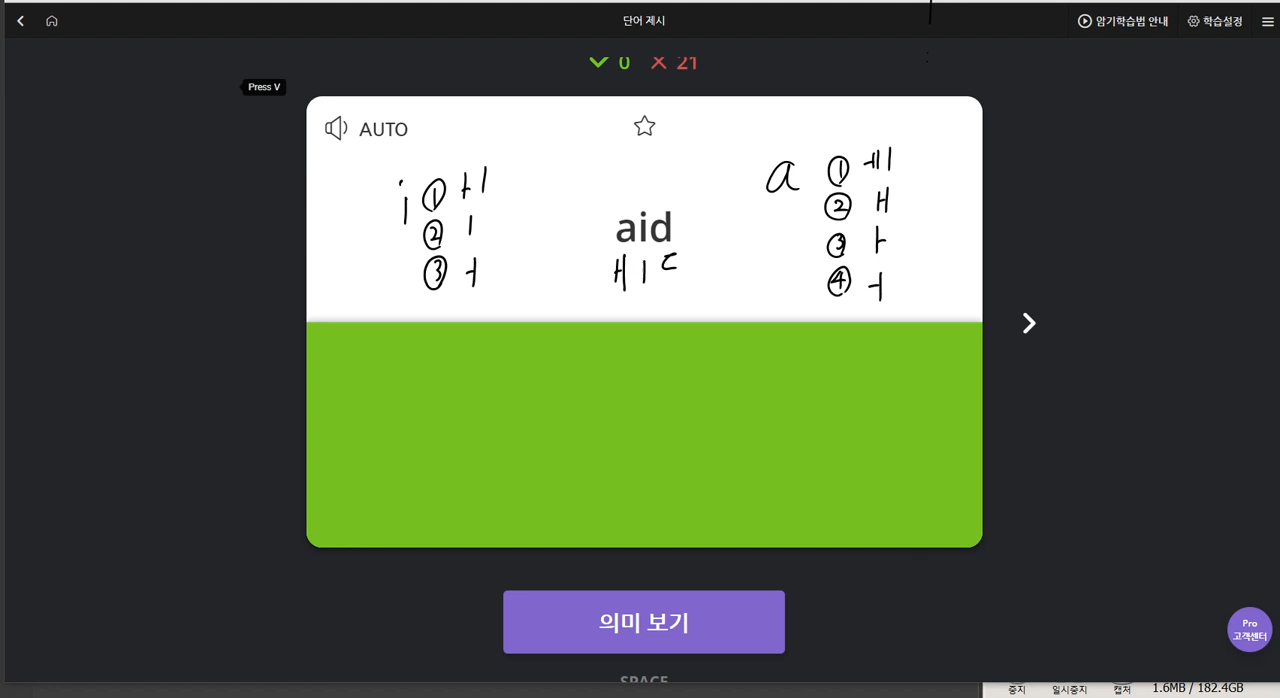 단어 제시
암기학습법 안내
학습설정
0 21
Press V
AUTO
i ① ㅏㅣ
② ㅣ
③ ㅓ
aid
ㅐㅣㄷ
a ① ㅔㅣ
② ㅐ
③ ㅏ
④ ㅓ
의미 보기
SPACE
Pro
고객센터
중지 일시중지 캡처 1.6MB / 182.4GB